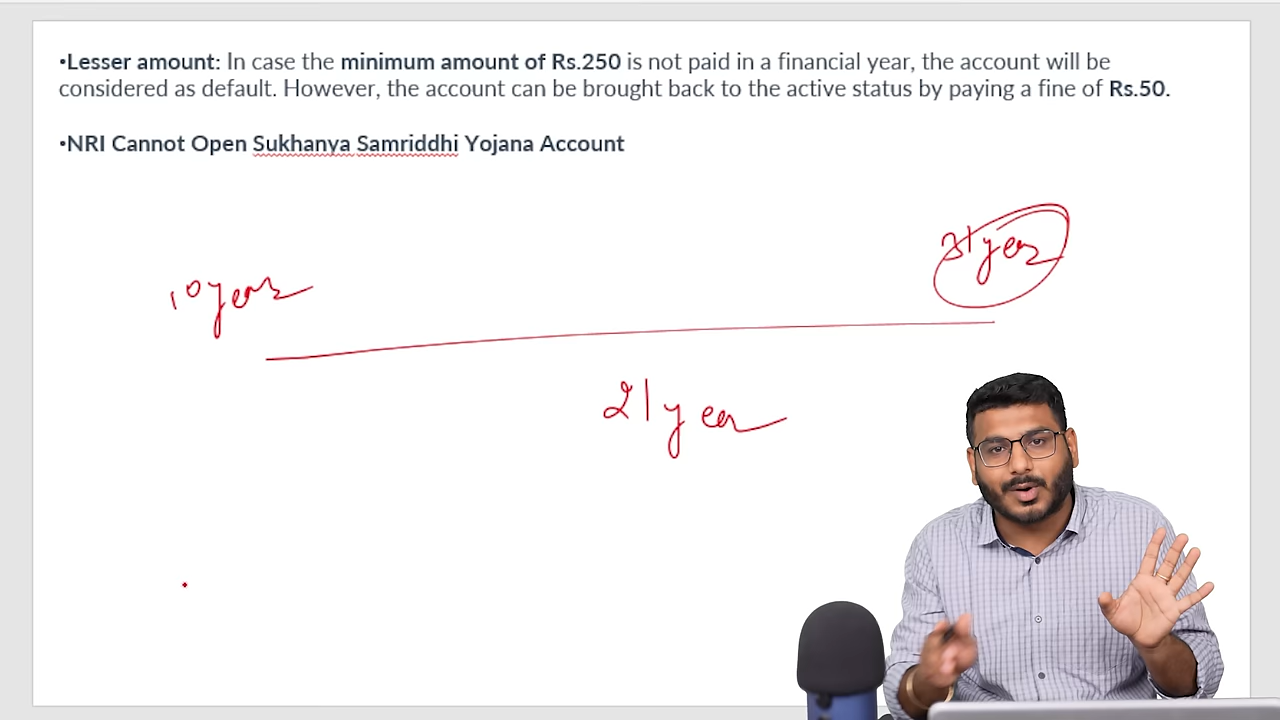 •Lesser amount: In case the minimum amount of Rs.250 is not paid in a financial year, the account will be
considered as default. However, the account can be brought back to the active status by paying a fine of Rs.50.
•NRI Cannot Open Sukhanya Samriddhi Yojana Account
31 year
10 years
21 year